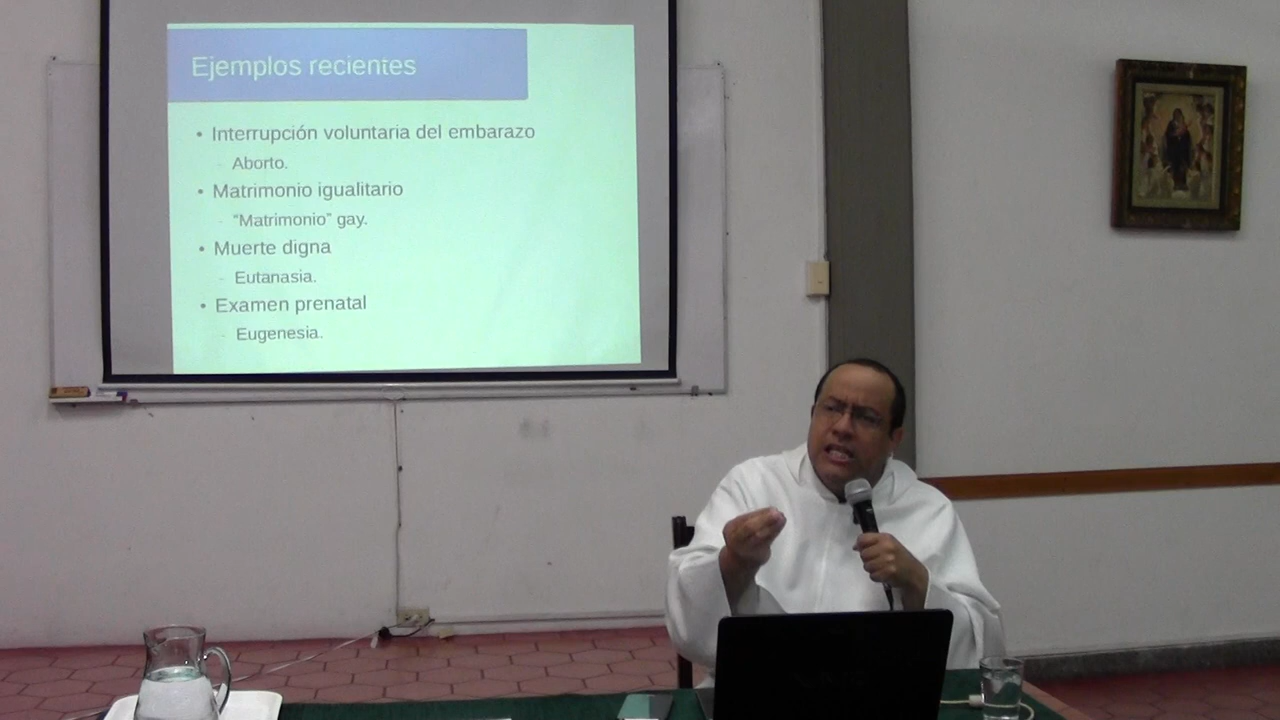 Ejemplos recientes
• Interrupción voluntaria del embarazo
- Aborto.
• Matrimonio igualitario
- “Matrimonio” gay.
• Muerte digna
- Eutanasia.
• Examen prenatal
- Eugenesia.